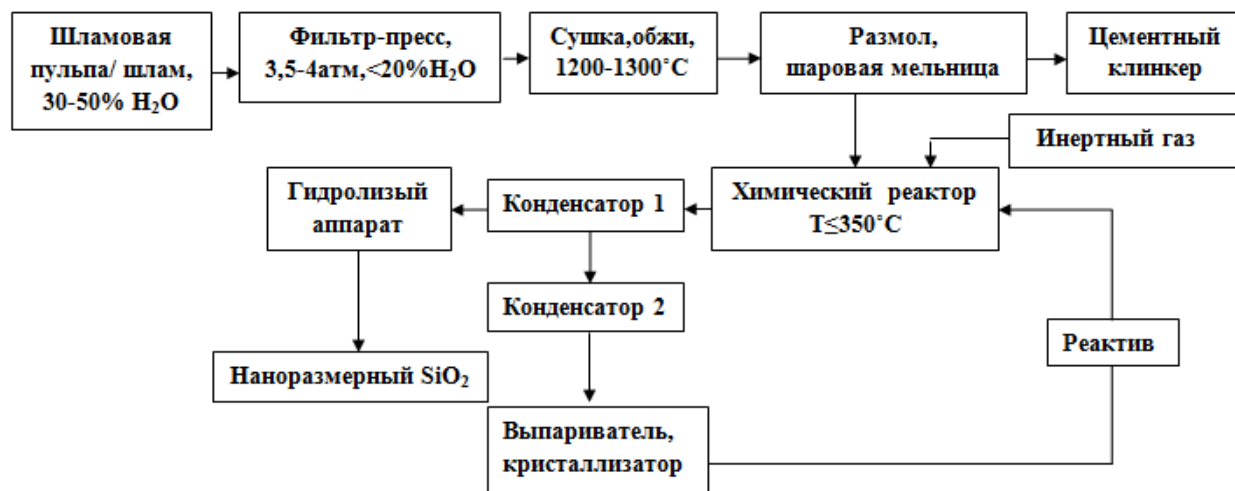 Шламовая
пульпа/ шлам,
30-50% H₂O
Фильтр-пресс,
3,5-4атм,<20%H₂O
Сушка,обжи,
1200-1300˚C
Размол,
шаровая мельница
Цементный
клинкер
Инертный газ
Гидролизый
аппарат
Конденсатор 1
Химический реактор
T≤350˚C
Конденсатор 2
Реактив
Наноразмерный SiO₂
Выпариватель,
кристаллизатор